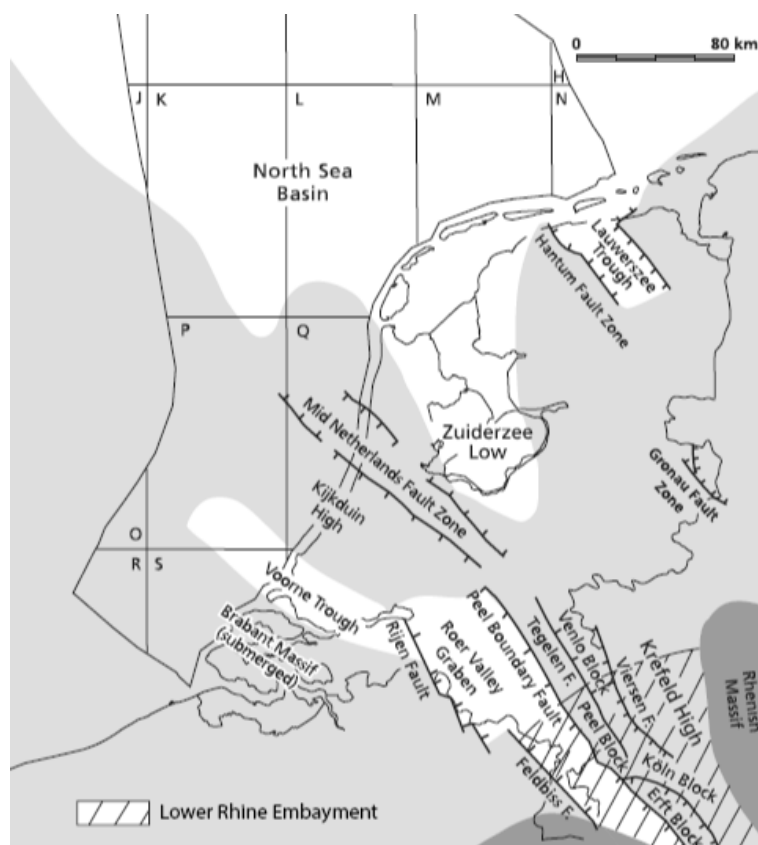 0 80 km
H
J K L M N
North Sea
Basin
Lauwerszee
Trough
Hantum Fault Zone
P Q
Mid Netherlands Fault Zone
Zuiderzee
Low
Gronau Fault
Zone
Kijkduin
High
O
R S
Voorne Trough
Brabant Massif
(submerged)
Rijen Fault
Roer Valley
Graben
Peel Boundary Fault
Tegelen F.
Venlo Block
Viersen F.
Krefeld High
Rhenish
Massif
Peel Block
Köln Block
Erft Block
Feldbiss F.
Lower Rhine Embayment